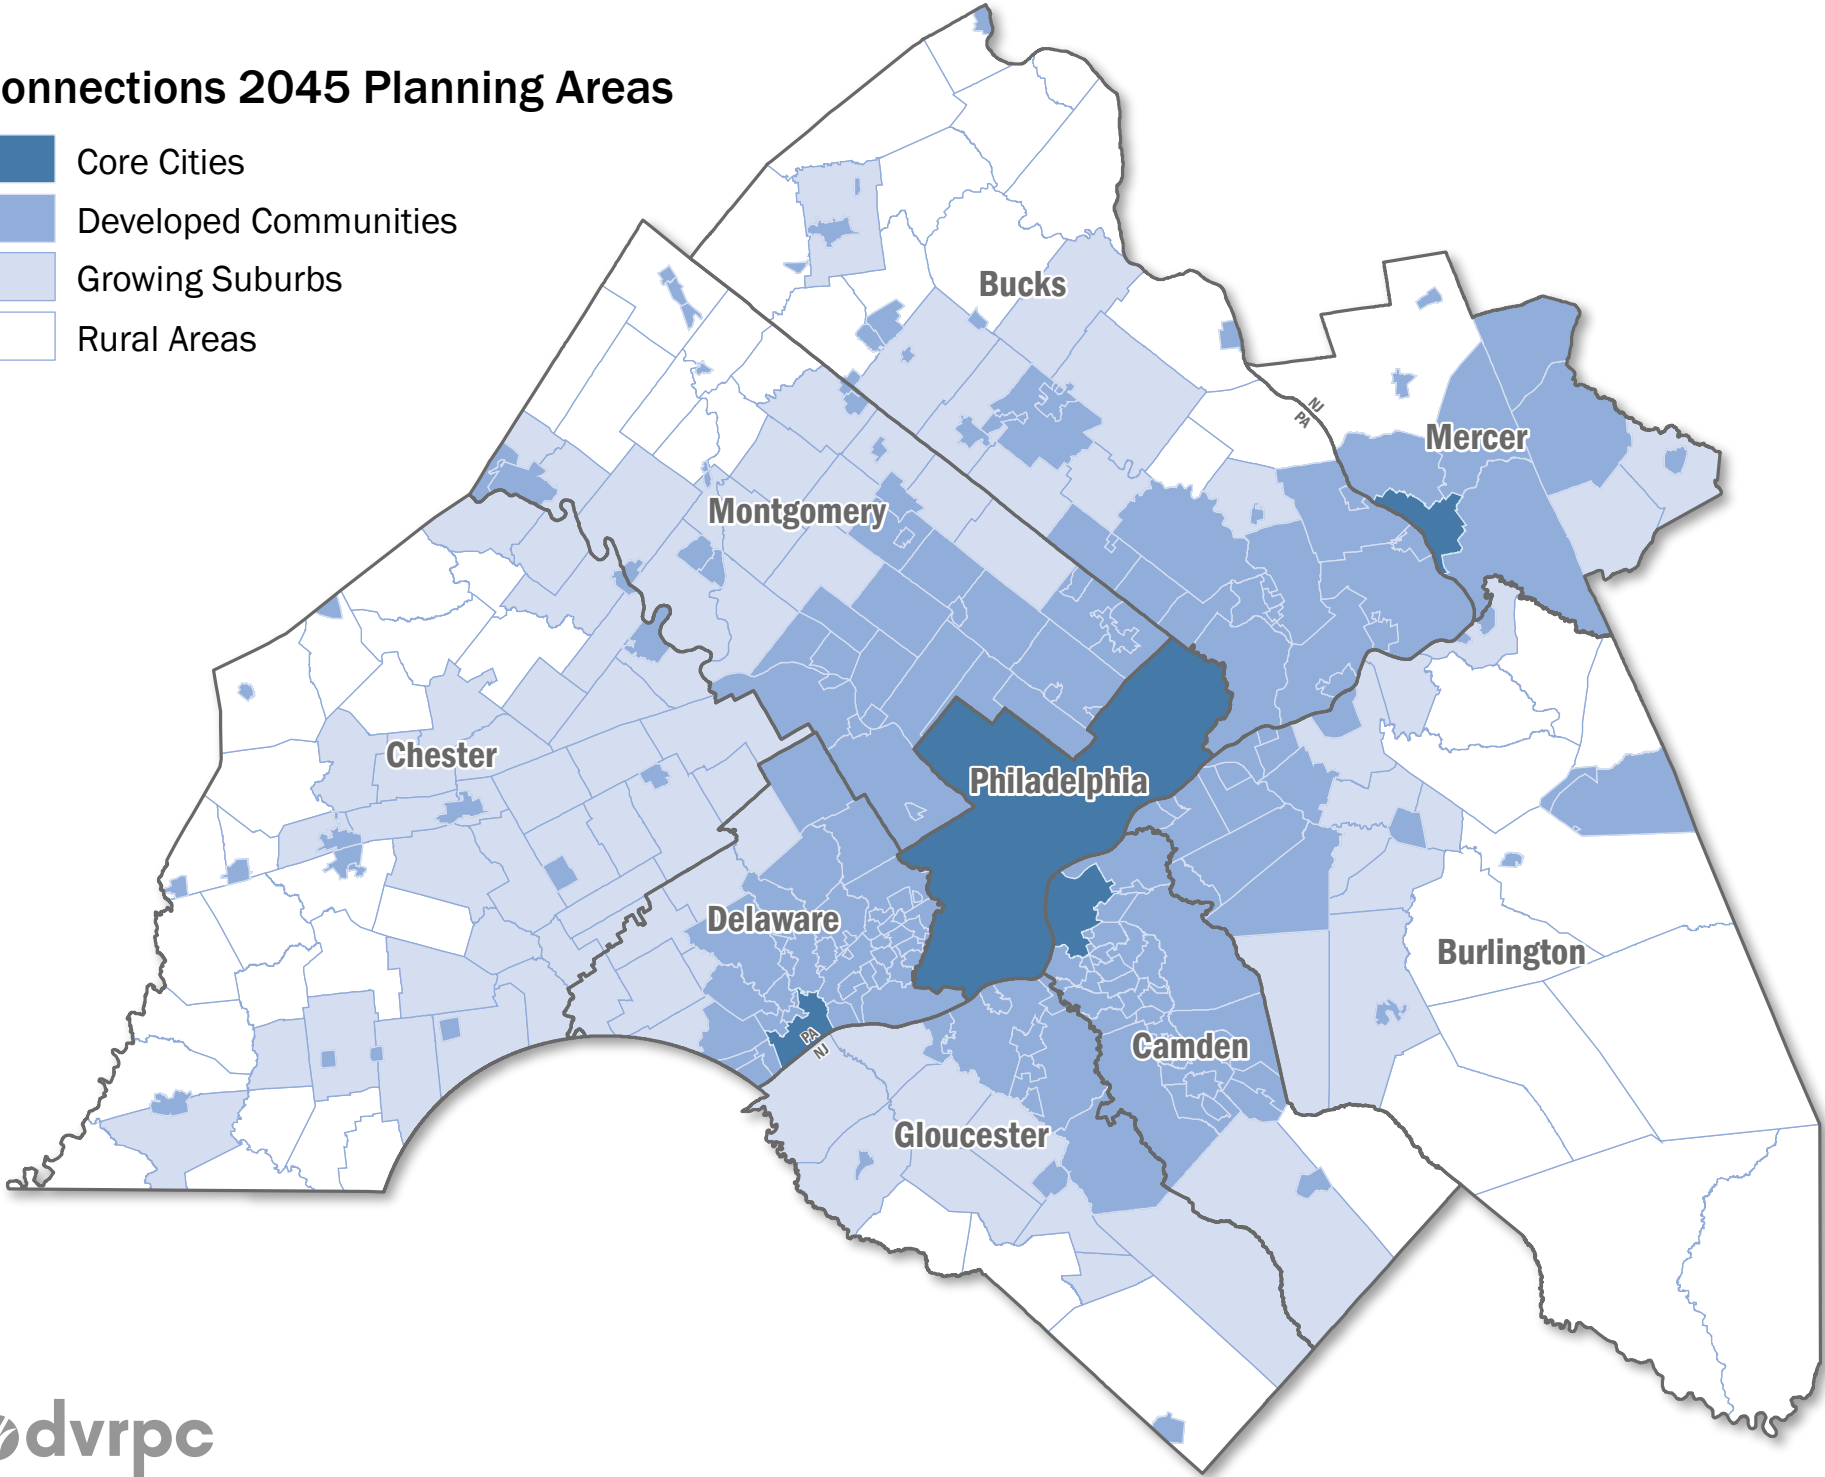 onnections 2045 Planning Areas
Core Cities
Developed Communities
Growing Suburbs
Rural Areas
Bucks
NJ
PA
Mercer
Montgomery
Chester
Philadelphia
Delaware
Burlington
PA
NJ
Camden
Gloucester
dvrpc